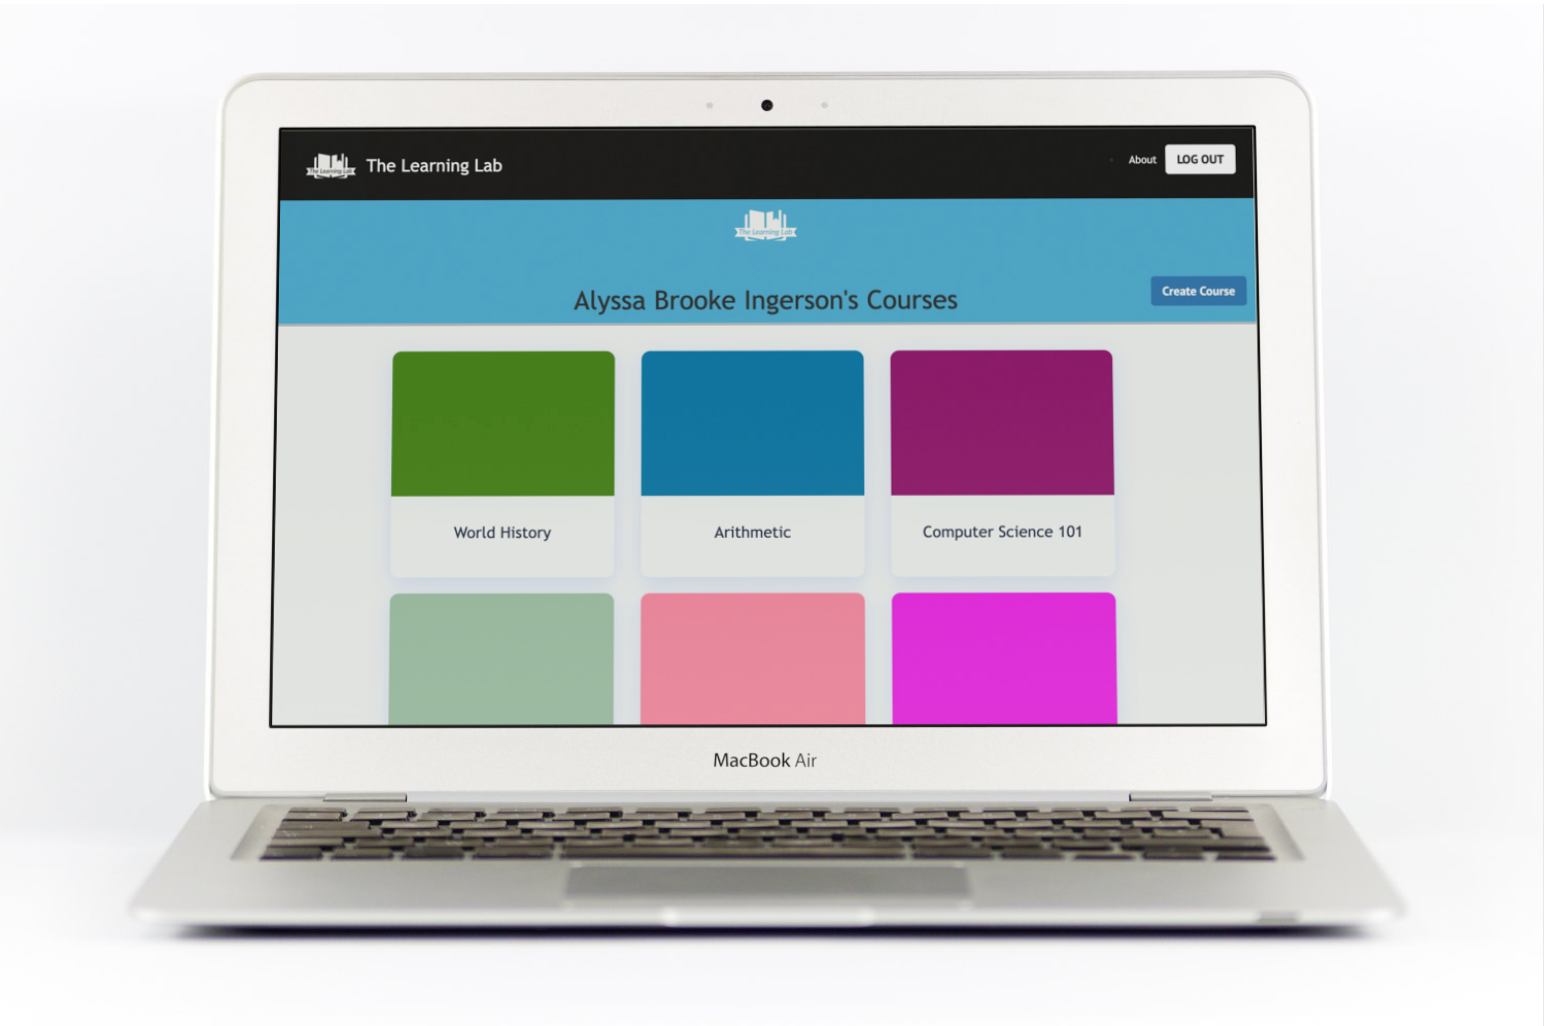 The Learning Lab
The Learning Lab
About
LOG OUT
The Learning Lab
Alyssa Brooke Ingerson's Courses
Create Course
World History
Arithmetic
Computer Science 101
MacBook Air